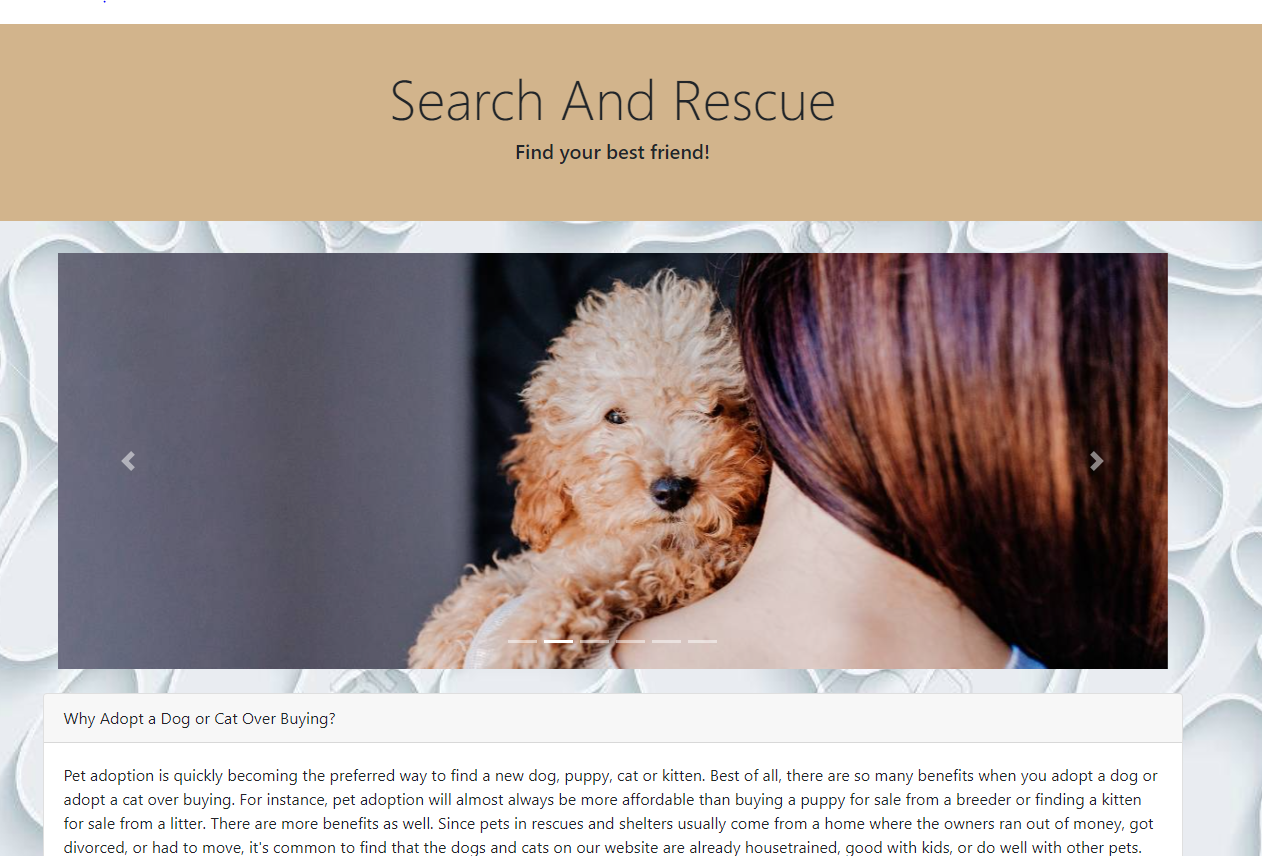 Search And Rescue
Find your best friend!
Why Adopt a Dog or Cat Over Buying?
Pet adoption is quickly becoming the preferred way to find a new dog, puppy, cat or kitten. Best of all, there are so many benefits when you adopt a dog or
adopt a cat over buying. For instance, pet adoption will almost always be more affordable than buying a puppy for sale from a breeder or finding a kitten
for sale from a litter. There are more benefits as well. Since pets in rescues and shelters usually come from a home where the owners ran out of money, got
divorced, or had to move, it's common to find that the dogs and cats on our website are already housetrained, good with kids, or do well with other pets.